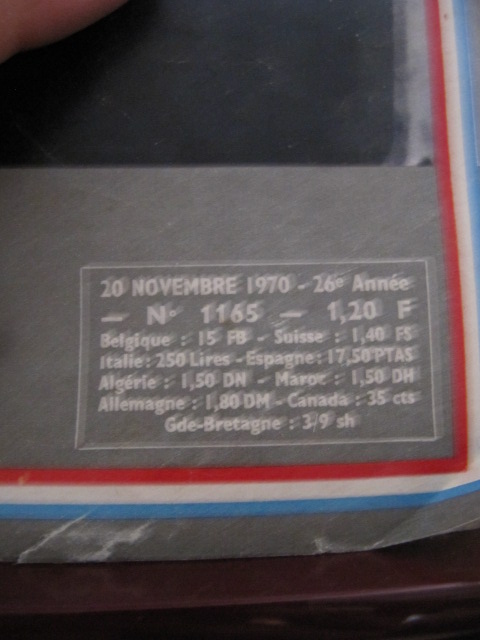 20 NOVEMBRE 1970 - 26e Année
— N° 1165 — 1,20 F
Belgique : 15 FB - Suisse : 1,40 FS
Italie : 250 Lires - Espagne : 17,50 PTAS
Algérie : 1,50 DN - Maroc : 1,50 DH
Allemagne : 1,80 DM - Canada : 35 cts
Gde-Bretagne : 3/9 sh